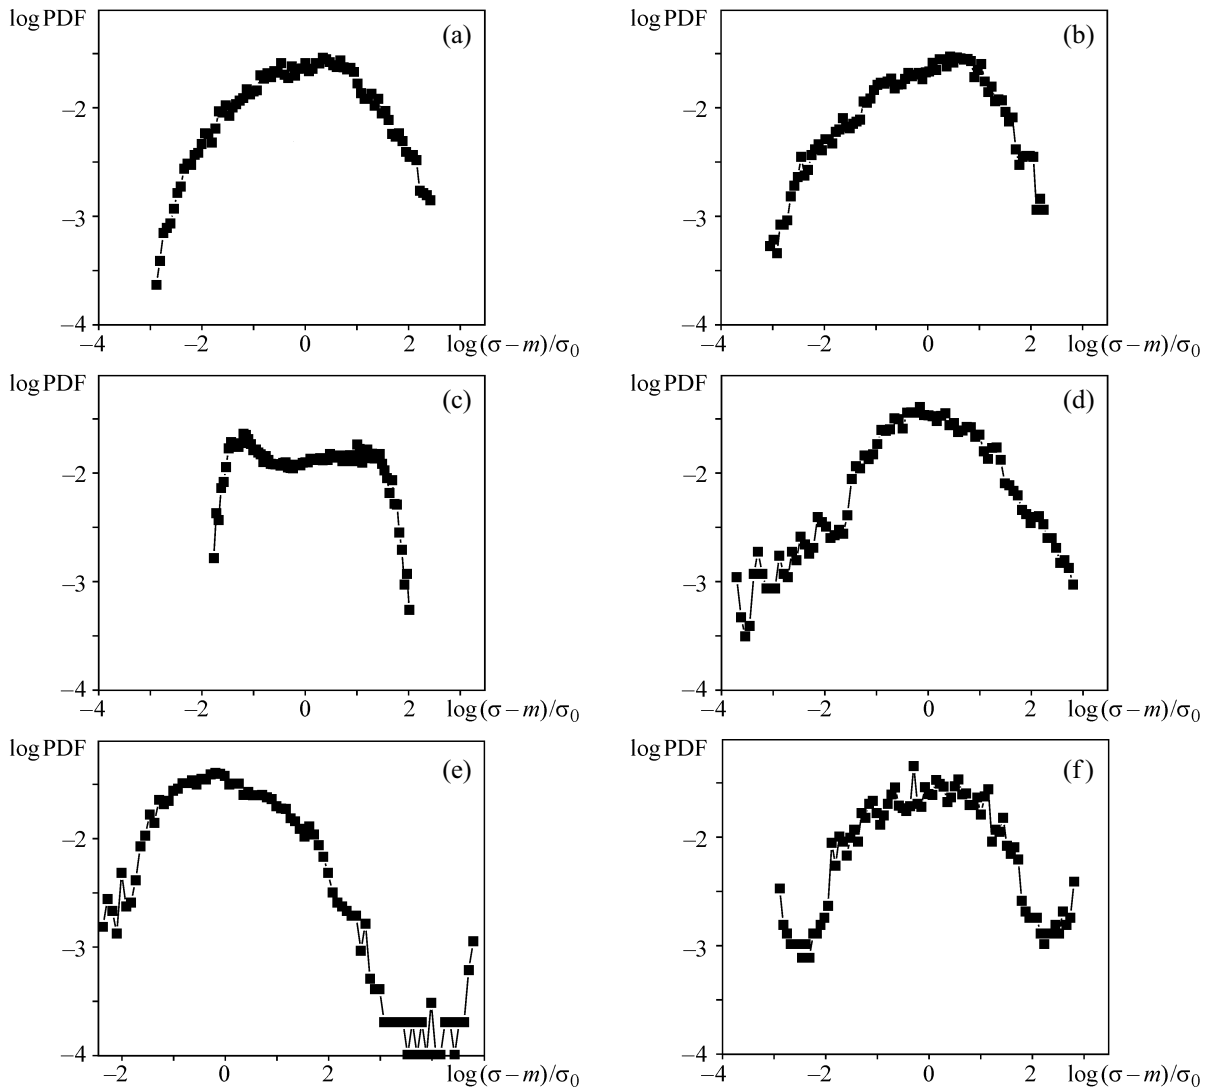 log PDF (a)
–2
–3
–4
–4 –2 0 2 log (σ – m)/σ0
log PDF (b)
–2
–3
–4
–4 –2 0 2 log (σ – m)/σ0
log PDF (c)
–2
–3
–4
–4 –2 0 2 log (σ – m)/σ0
log PDF (d)
–2
–3
–4
–4 –2 0 2 log (σ – m)/σ0
log PDF (e)
–2
–3
–4
–2 0 2 log (σ – m)/σ0
log PDF (f)
–2
–3
–4
–4 –2 0 2 log (σ – m)/σ0